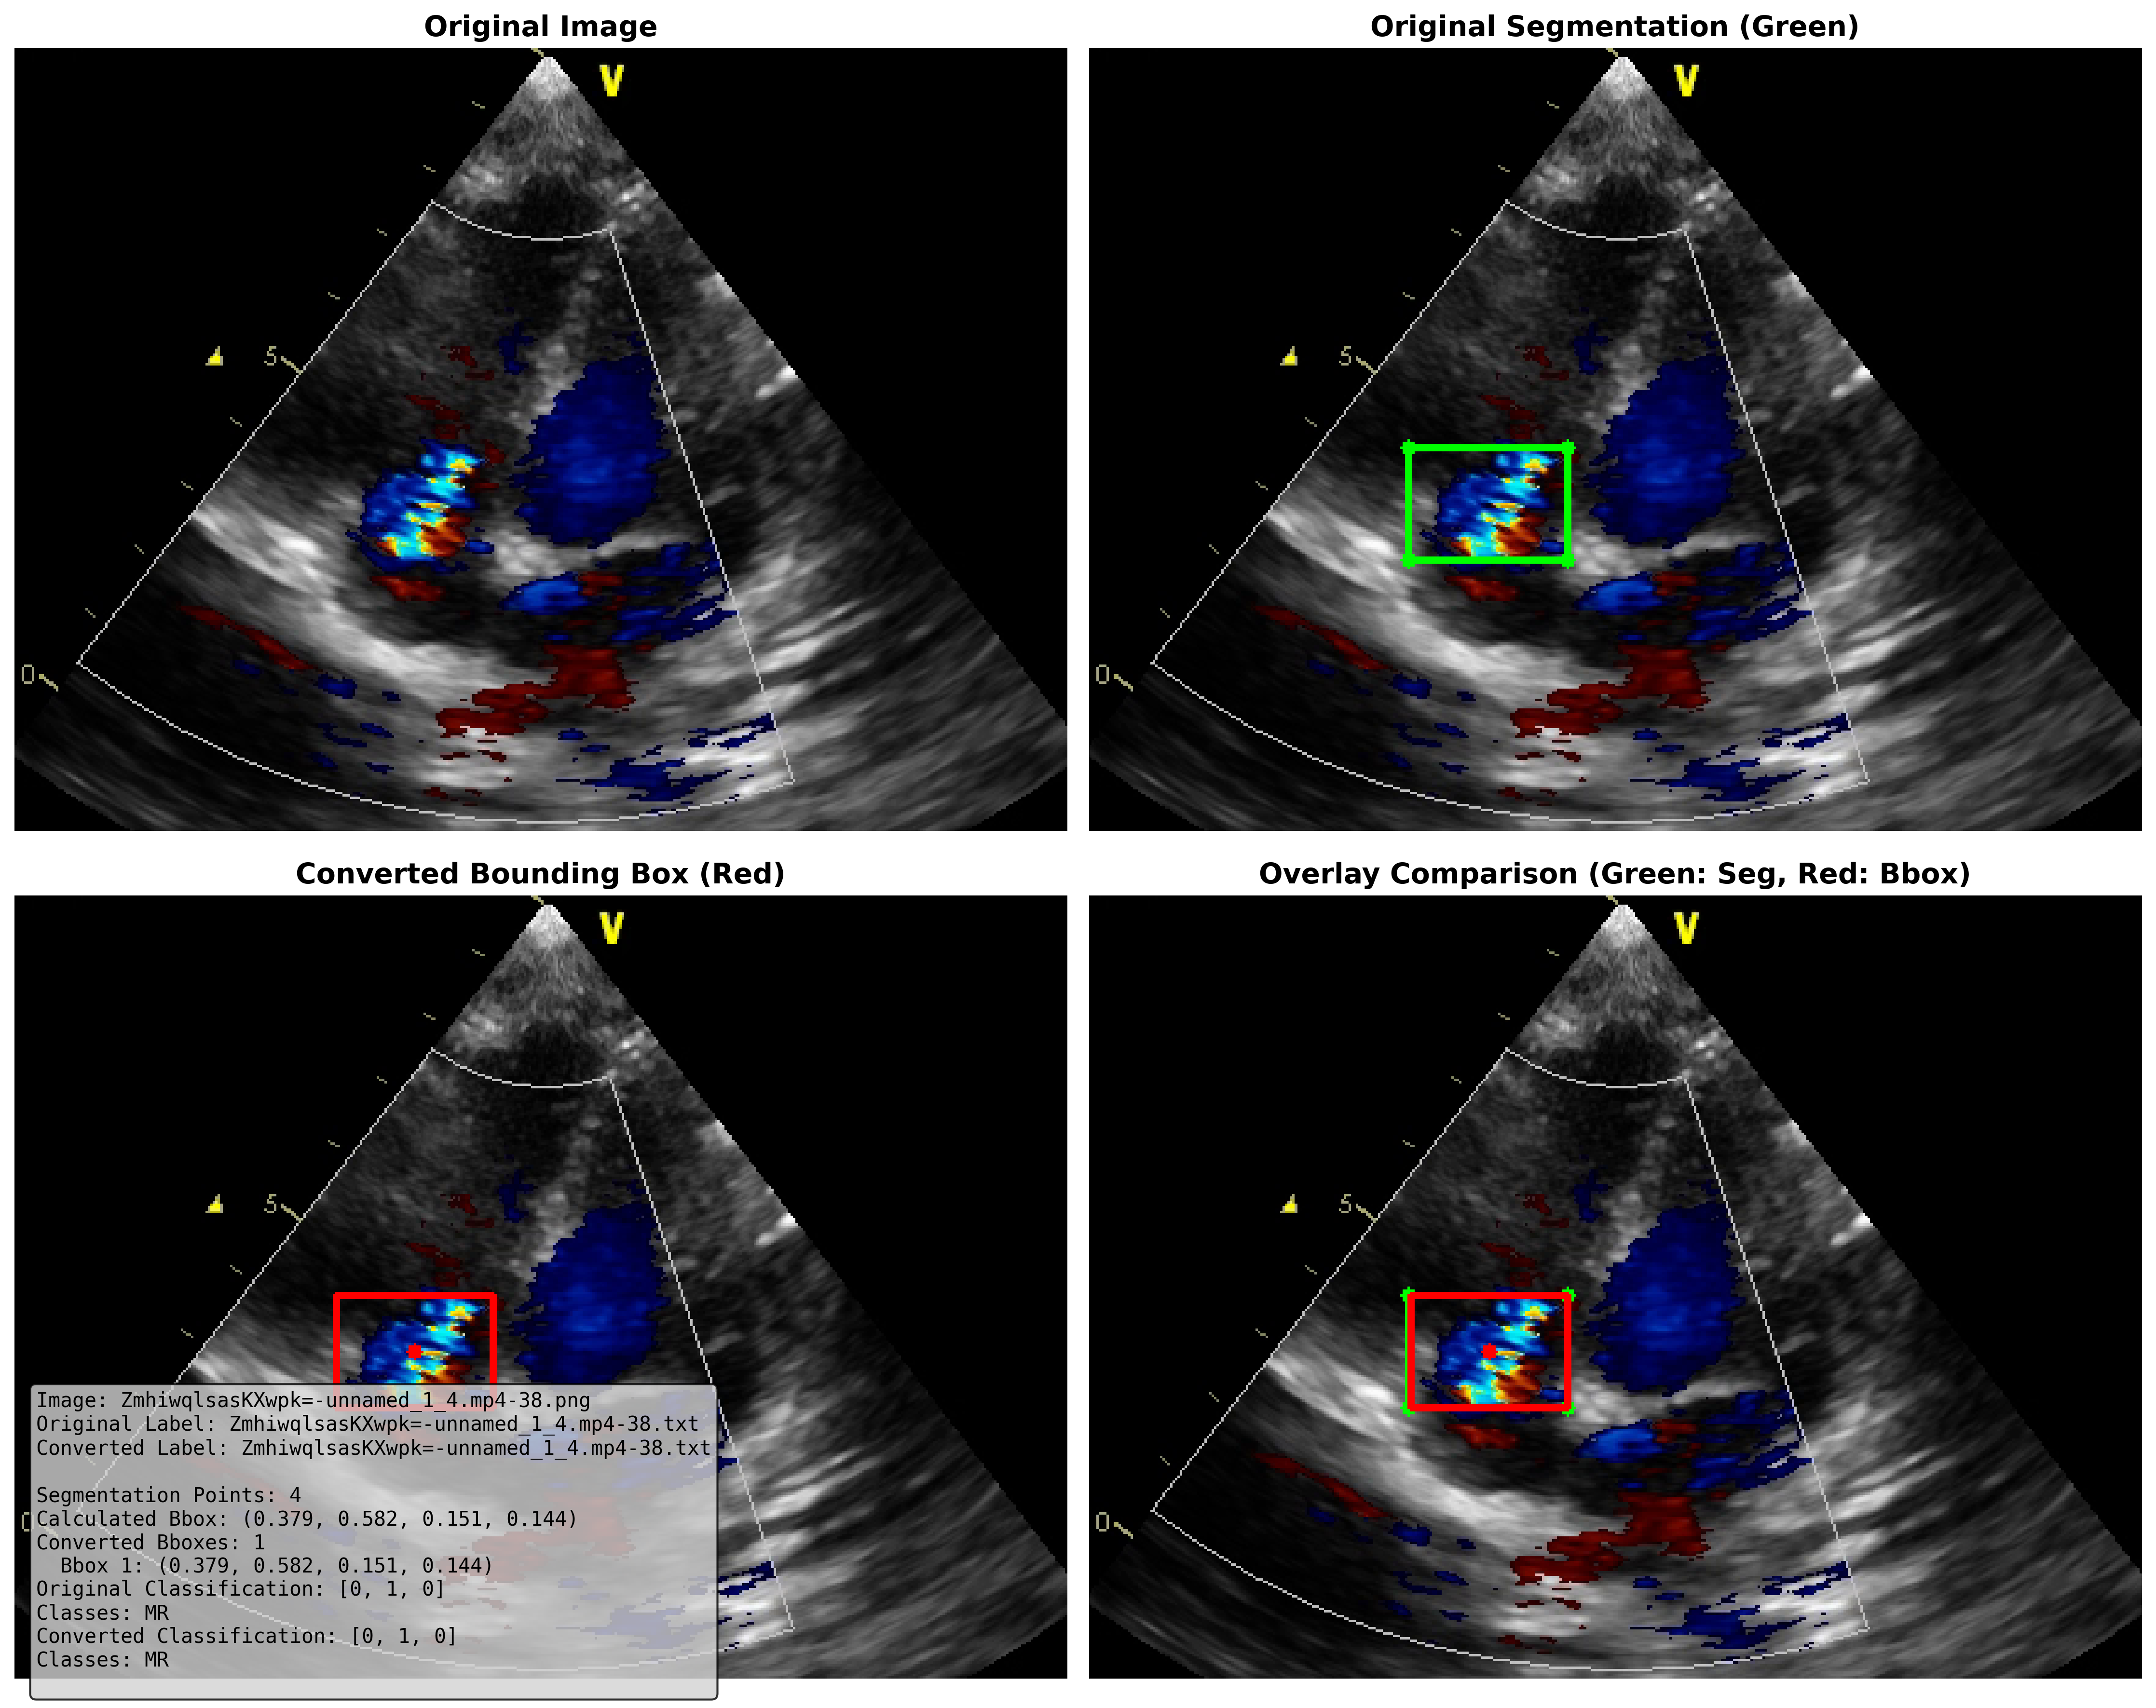 Original Image
Original Segmentation (Green)
V
5
0
V
5
0
Converted Bounding Box (Red)
Overlay Comparison (Green: Seg, Red: Bbox)
V
5
0
V
5
0
Image: ZmhiwqlsasKXwpk=-unnamed_1_4.mp4-38.png
Original Label: ZmhiwqlsasKXwpk=-unnamed_1_4.mp4-38.txt
Converted Label: ZmhiwqlsasKXwpk=-unnamed_1_4.mp4-38.txt
Segmentation Points: 4
Calculated Bbox: (0.379, 0.582, 0.151, 0.144)
Converted Bboxes: 1
Bbox 1: (0.379, 0.582, 0.151, 0.144)
Original Classification: [0, 1, 0]
Classes: MR
Converted Classification: [0, 1, 0]
Classes: MR